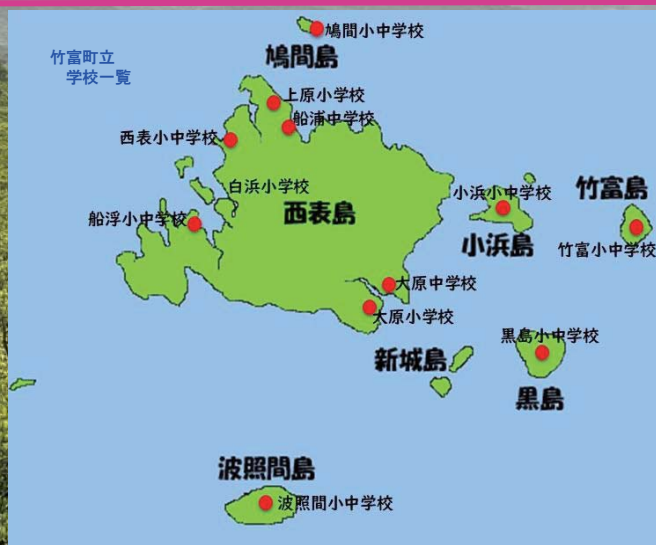 竹富町立
学校一覧
鳩間小中学校
鳩間島
上原小学校
船浦中学校
西表小中学校
白浜小学校
西表島
船浮小中学校
小浜小中学校
小浜島
竹富島
竹富小中学校
大原中学校
大原小学校
新城島
黒島小中学校
黒島
波照間島
波照間小中学校